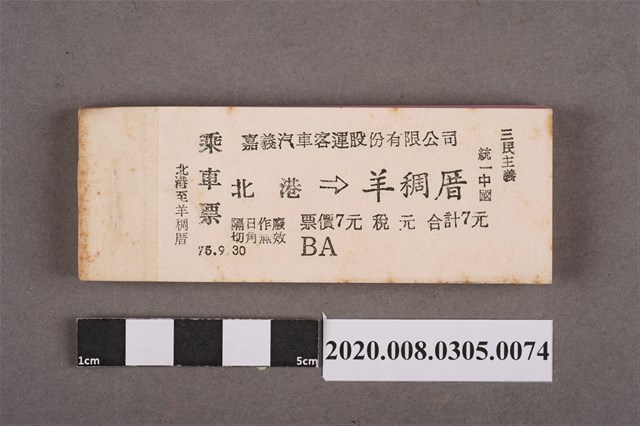 嘉義汽車客運股份有限公司
乘車票
北港⇨羊稠厝
三民主義
統一中國
北港至羊稠厝
隔日作廢
切角無效
票價7元 稅 元 合計7元
75.9.30
BA
1cm
5cm
2020.008.0305.0074